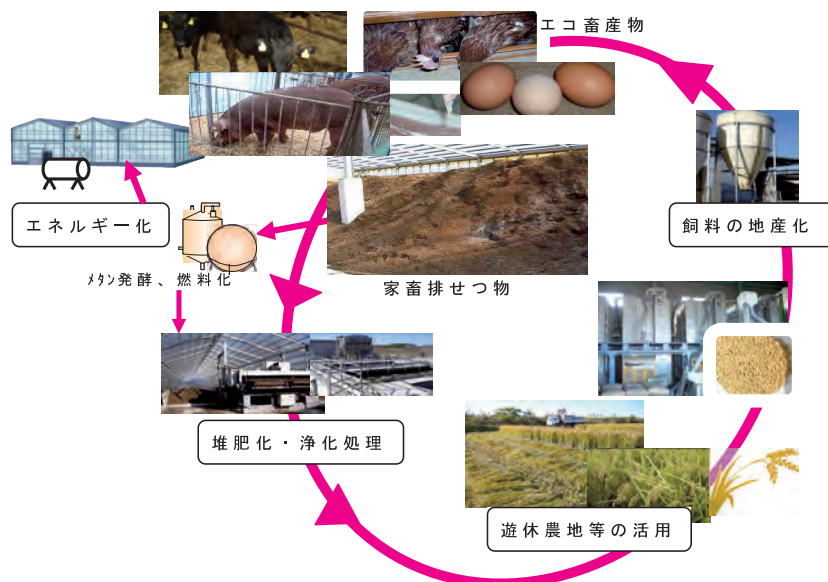 エコ畜産物
エネルギー化
飼料の地産化
ﾒﾀﾝ発酵、燃料化
家畜排せつ物
堆肥化・浄化処理
遊休農地等の活用